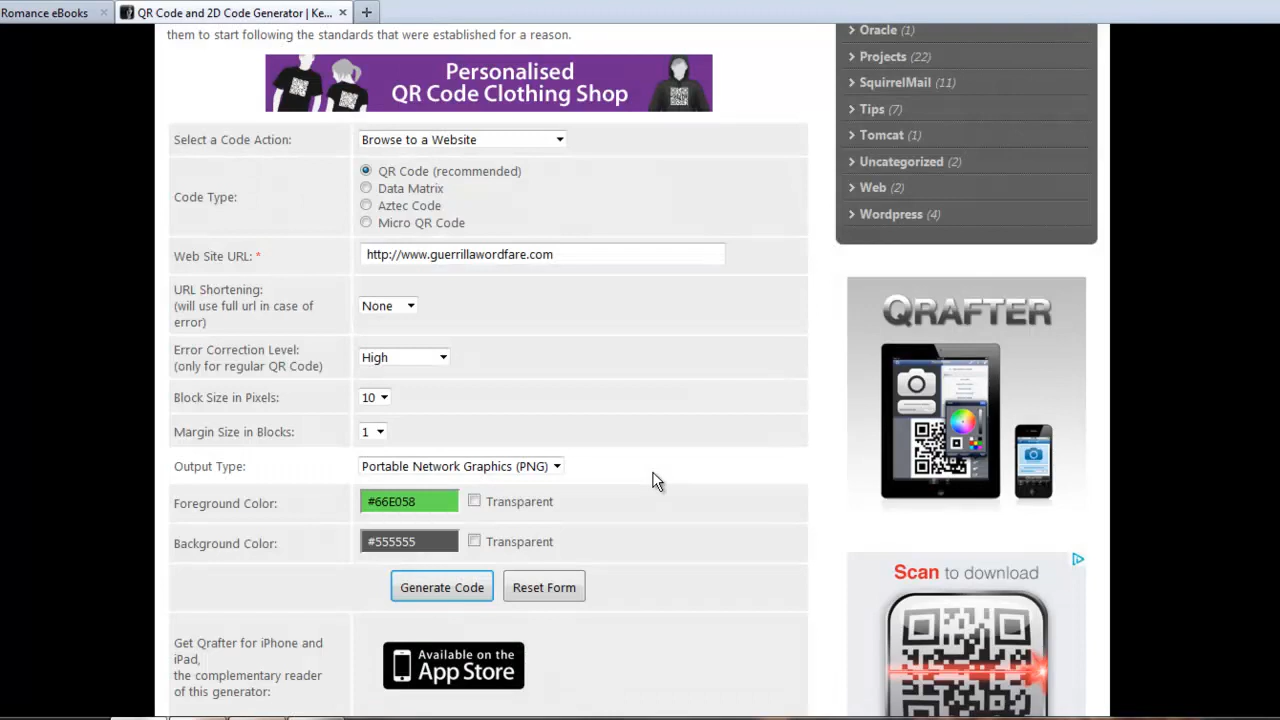 Romance eBooks
QR Code and 2D Code Generator | Ke...
them to start following the standards that were established for a reason.
Personalised
QR Code Clothing Shop
Select a Code Action:
Browse to a Website
Code Type:
QR Code (recommended)
Data Matrix
Aztec Code
Micro QR Code
Web Site URL: *
http://www.guerrillawordfare.com
URL Shortening:
(will use full url in case of
error)
None
Error Correction Level:
(only for regular QR Code)
High
Block Size in Pixels:
10
Margin Size in Blocks:
1
Output Type:
Portable Network Graphics (PNG)
Foreground Color:
#66E058
Transparent
Background Color:
#555555
Transparent
Generate Code
Reset Form
Get Qrafter for iPhone and
iPad,
the complementary reader
of this generator:
Available on the
App Store
Oracle (1)
Projects (22)
SquirrelMail (11)
Tips (7)
Tomcat (1)
Uncategorized (2)
Web (2)
Wordpress (4)
QRAFTER
Scan to download